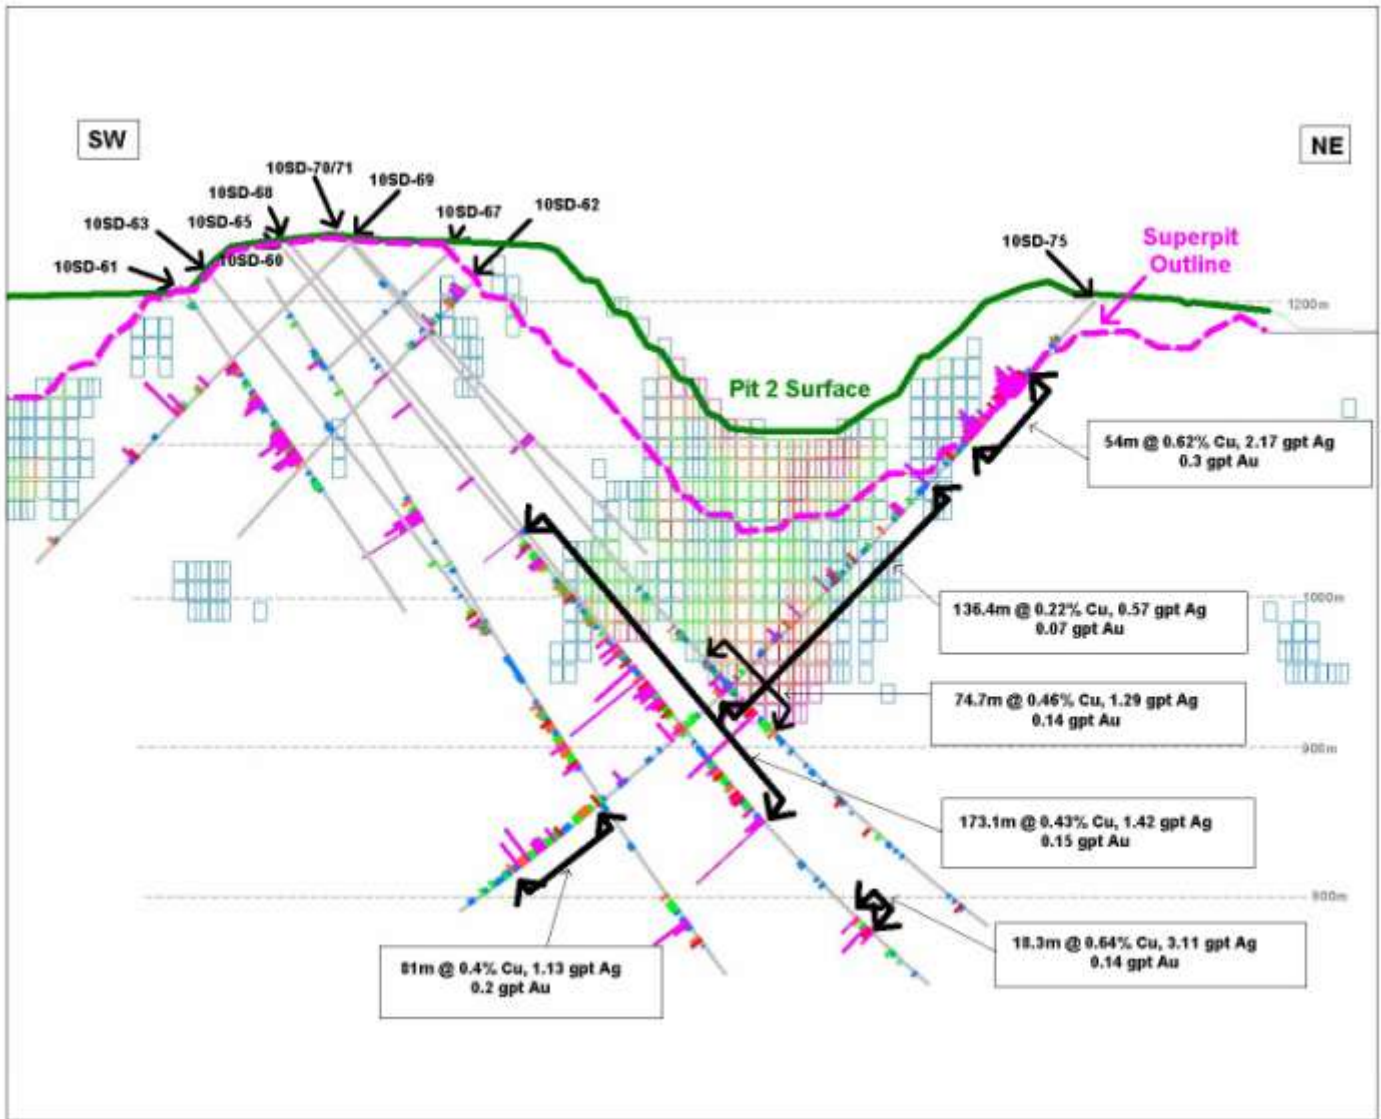 SW
NE
10SD-70/71
10SD-69
10SD-68
10SD-62
10SD-67
10SD-65
10SD-63
10SD-60
10SD-61
10SD-75
Superpit
Outline
1200m
Pit 2 Surface
54m @ 0.62% Cu, 2.17 gpt Ag
0.3 gpt Au
1000m
136.4m @ 0.22% Cu, 0.57 gpt Ag
0.07 gpt Au
74.7m @ 0.46% Cu, 1.29 gpt Ag
0.14 gpt Au
900m
173.1m @ 0.43% Cu, 1.42 gpt Ag
0.15 gpt Au
800m
18.3m @ 0.64% Cu, 3.11 gpt Ag
0.14 gpt Au
81m @ 0.4% Cu, 1.13 gpt Ag
0.2 gpt Au